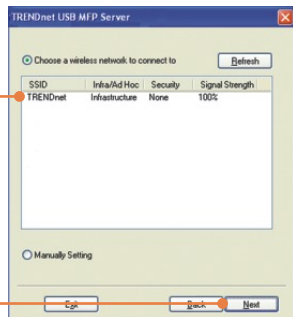 TRENDnet USB MFP Server
Choose a wireless network to connect to
Refresh
SSID Infra/Ad Hoc Security Signal Strength
TRENDnet Infrastructure None 100%
Manually Setting
Exit Back Next